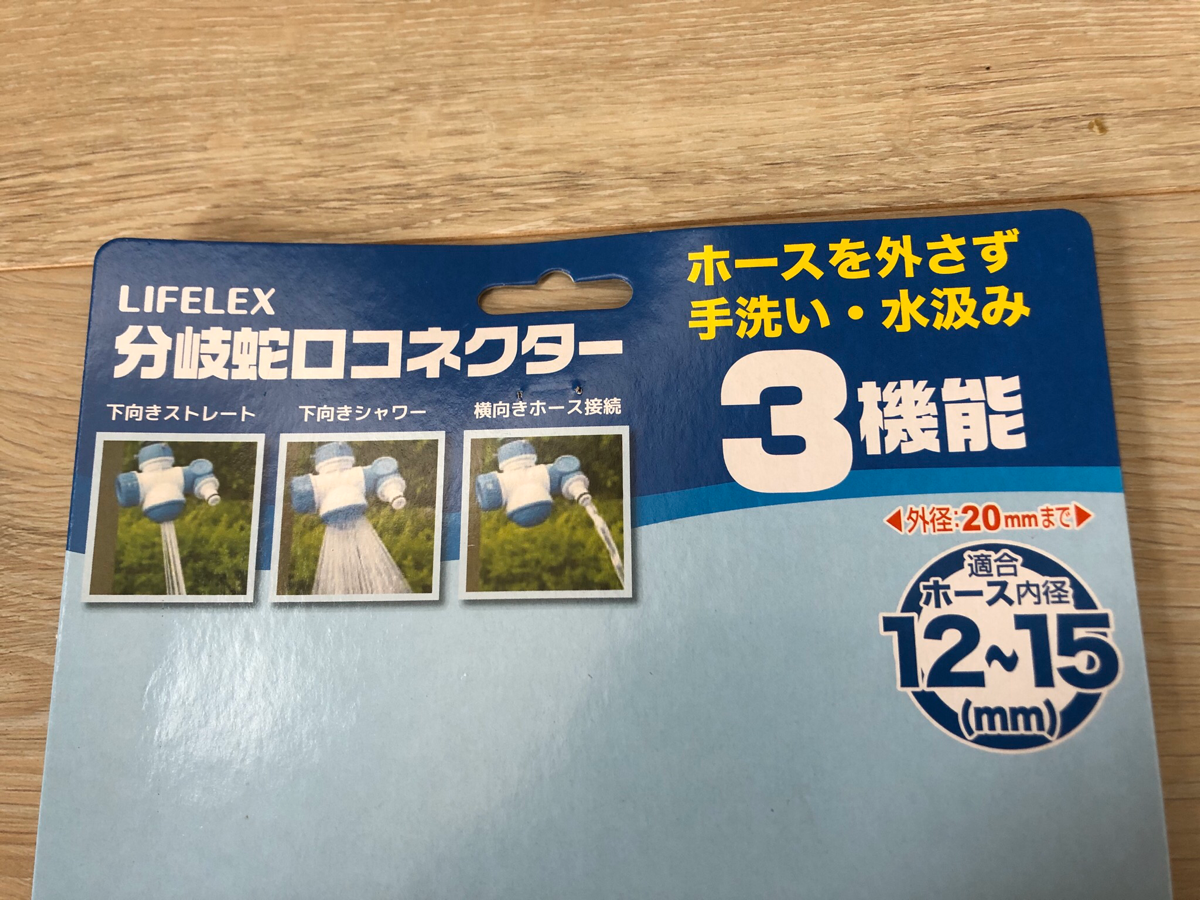 LIFELEX
分岐蛇口コネクター
下向きストレート
下向きシャワー
横向きホース接続
ホースを外さず
手洗い・水汲み
3機能
外径:20mmまで
適合
ホース内径
12~15
(mm)